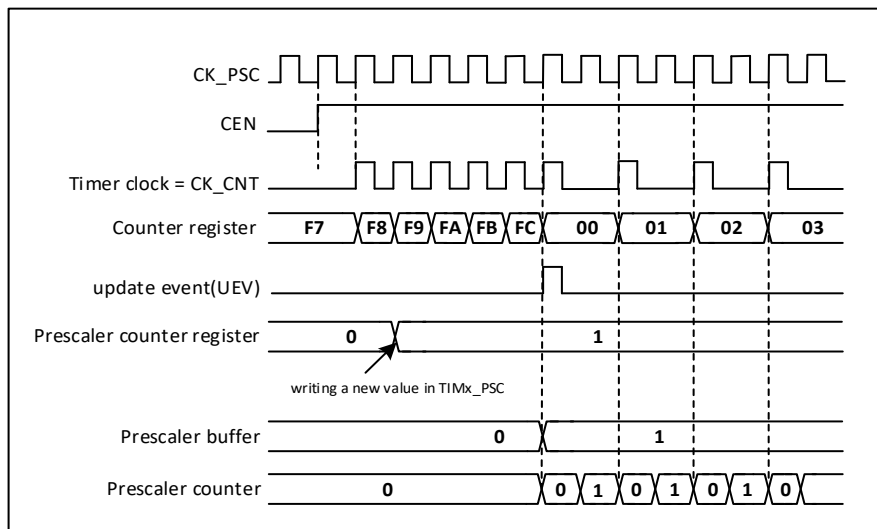 CK_PSC
CEN
Timer clock = CK_CNT
Counter register F7 F8 F9 FA FB FC 00 01 02 03
update event(UEV)
Prescaler counter register 0 1
writing a new value in TIMx_PSC
Prescaler buffer 0 1
Prescaler counter 0 0 1 0 1 0 1 0